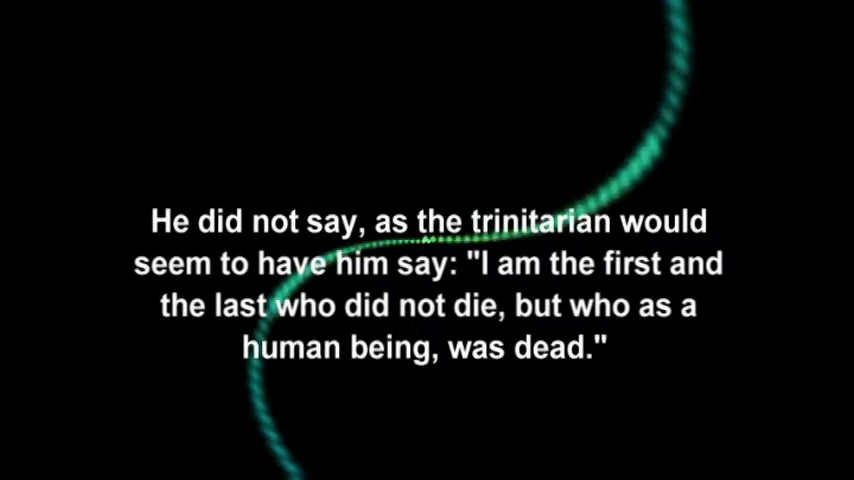 He did not say, as the trinitarian would
seem to have him say: "I am the first and
the last who did not die, but who as a
human being, was dead."